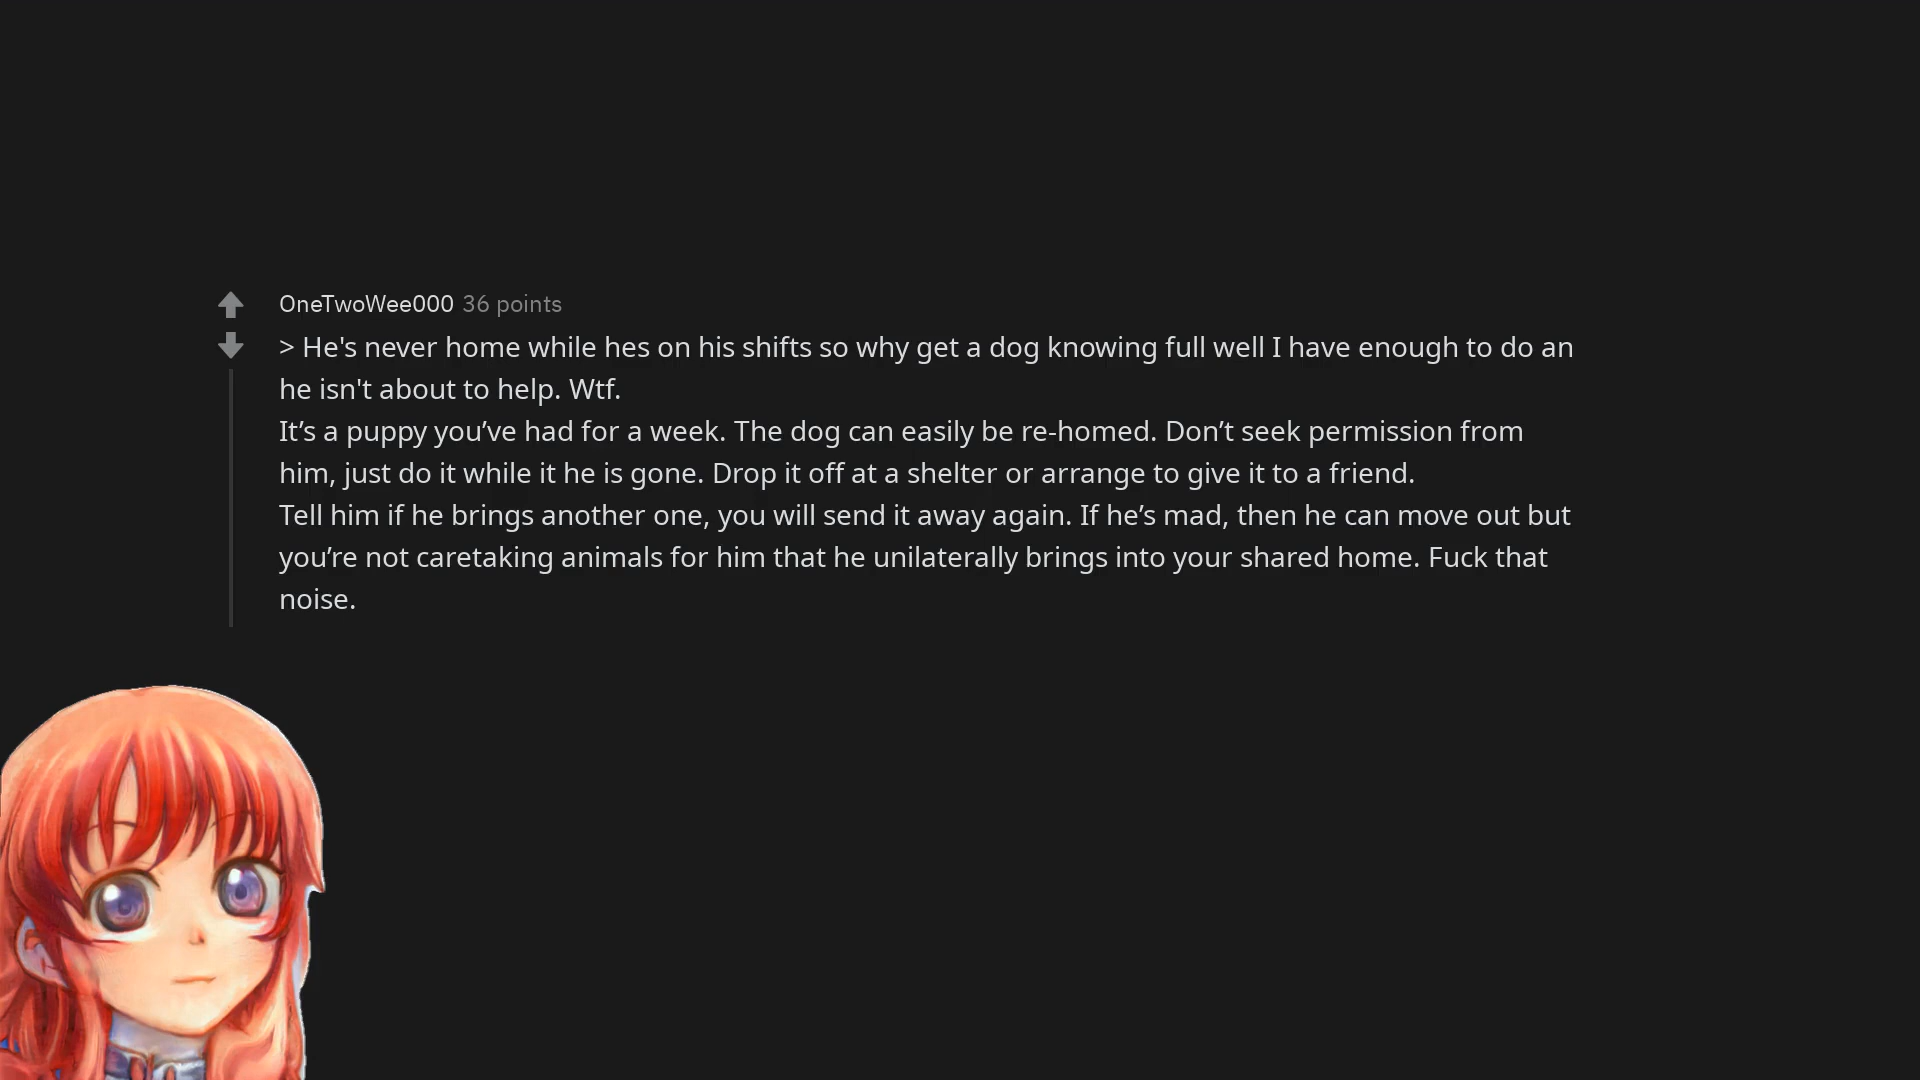 OneTwoWee000 36 points
> He's never home while hes on his shifts so why get a dog knowing full well I have enough to do an
he isn't about to help. Wtf.
It’s a puppy you’ve had for a week. The dog can easily be re-homed. Don’t seek permission from
him, just do it while it he is gone. Drop it off at a shelter or arrange to give it to a friend.
Tell him if he brings another one, you will send it away again. If he’s mad, then he can move out but
you’re not caretaking animals for him that he unilaterally brings into your shared home. Fuck that
noise.